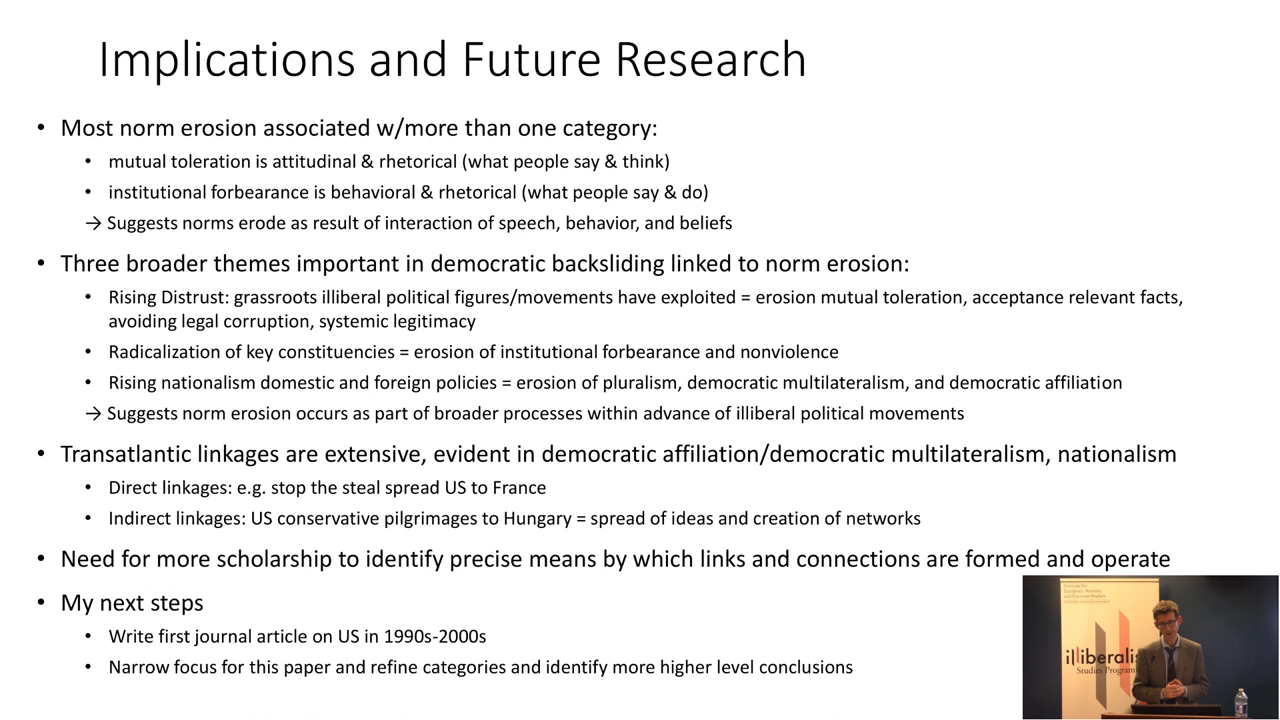 Implications and Future Research
• Most norm erosion associated w/more than one category:
• mutual toleration is attitudinal & rhetorical (what people say & think)
• institutional forbearance is behavioral & rhetorical (what people say & do)
→ Suggests norms erode as result of interaction of speech, behavior, and beliefs
• Three broader themes important in democratic backsliding linked to norm erosion:
• Rising Distrust: grassroots illiberal political figures/movements have exploited = erosion mutual toleration, acceptance relevant facts,
avoiding legal corruption, systemic legitimacy
• Radicalization of key constituencies = erosion of institutional forbearance and nonviolence
• Rising nationalism domestic and foreign policies = erosion of pluralism, democratic multilateralism, and democratic affiliation
→ Suggests norm erosion occurs as part of broader processes within advance of illiberal political movements
• Transatlantic linkages are extensive, evident in democratic affiliation/democratic multilateralism, nationalism
• Direct linkages: e.g. stop the steal spread US to France
• Indirect linkages: US conservative pilgrimages to Hungary = spread of ideas and creation of networks
• Need for more scholarship to identify precise means by which links and connections are formed and operate
• My next steps
• Write first journal article on US in 1990s-2000s
• Narrow focus for this paper and refine categories and identify more higher level conclusions
Institute for
European, Russian,
and Eurasian Studies
illiberalis
Studies Program